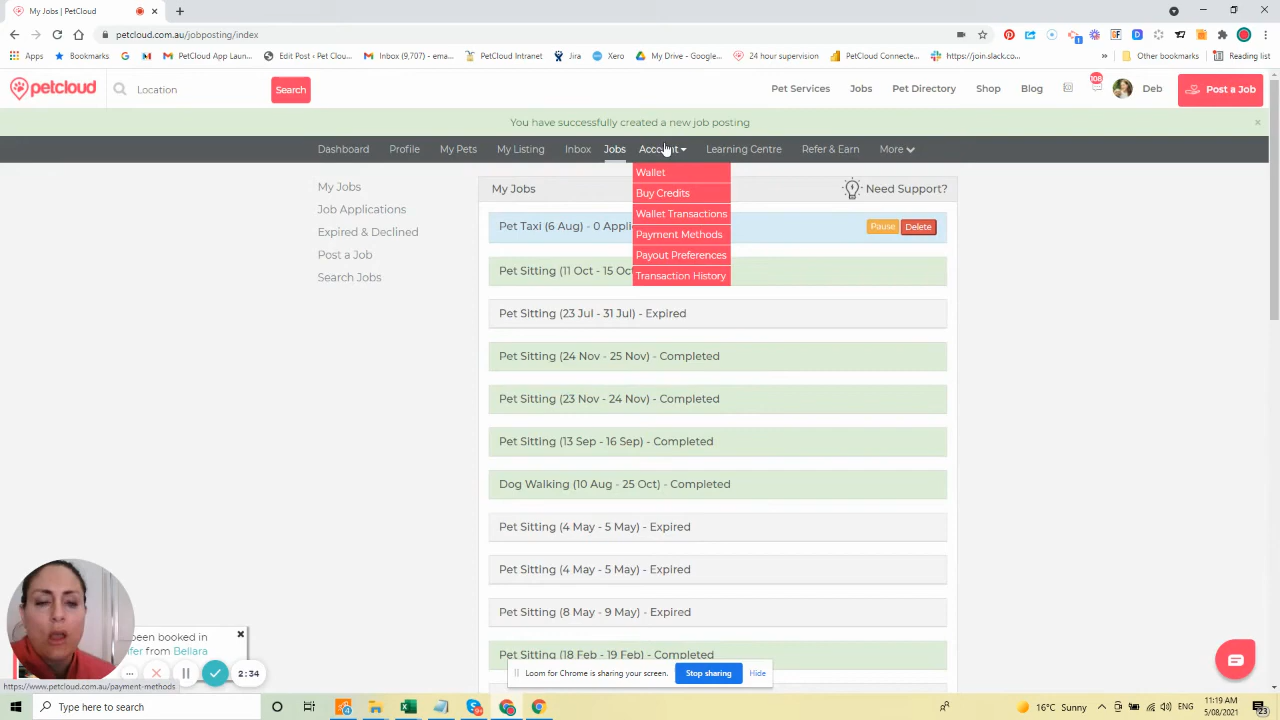 My Jobs | PetCloud
petcloud.com.au/jobposting/index
Apps
Bookmarks
G
Gmail App Launch...
Edit Post ‹ Pet Clou...
Inbox (9,707) - ema...
PetCloud Intranet
Jira
Xero
My Drive - Google...
24 hour supervision
PetCloud Connecte...
https://join.slack.co...
»
Other bookmarks
Reading list
petcloud
Location
Search
Pet Services
Jobs
Pet Directory
Shop
Blog
108
Deb
Post a Job
You have successfully created a new job posting
×
Dashboard
Profile
My Pets
My Listing
Inbox
Jobs
Account
Learning Centre
Refer & Earn
More
Wallet
Buy Credits
Wallet Transactions
Payment Methods
Payout Preferences
Transaction History
My Jobs
Job Applications
Expired & Declined
Post a Job
Search Jobs
My Jobs
Need Support?
Pet Taxi (6 Aug) - 0 Appli
Pause
Delete
Pet Sitting (11 Oct - 15 Oc
Pet Sitting (23 Jul - 31 Jul) - Expired
Pet Sitting (24 Nov - 25 Nov) - Completed
Pet Sitting (23 Nov - 24 Nov) - Completed
Pet Sitting (13 Sep - 16 Sep) - Completed
Dog Walking (10 Aug - 25 Oct) - Completed
Pet Sitting (4 May - 5 May) - Expired
Pet Sitting (4 May - 5 May) - Expired
Pet Sitting (8 May - 9 May) - Expired
Pet Sitting (18 Feb - 19 Feb) - Completed
been booked in
ifer from Bellara
2:34
Loom for Chrome is sharing your screen.
Stop sharing
Hide
https://www.petcloud.com.au/payment-methods
Type here to search
16°C Sunny
11:19 AM
5/08/2021
23